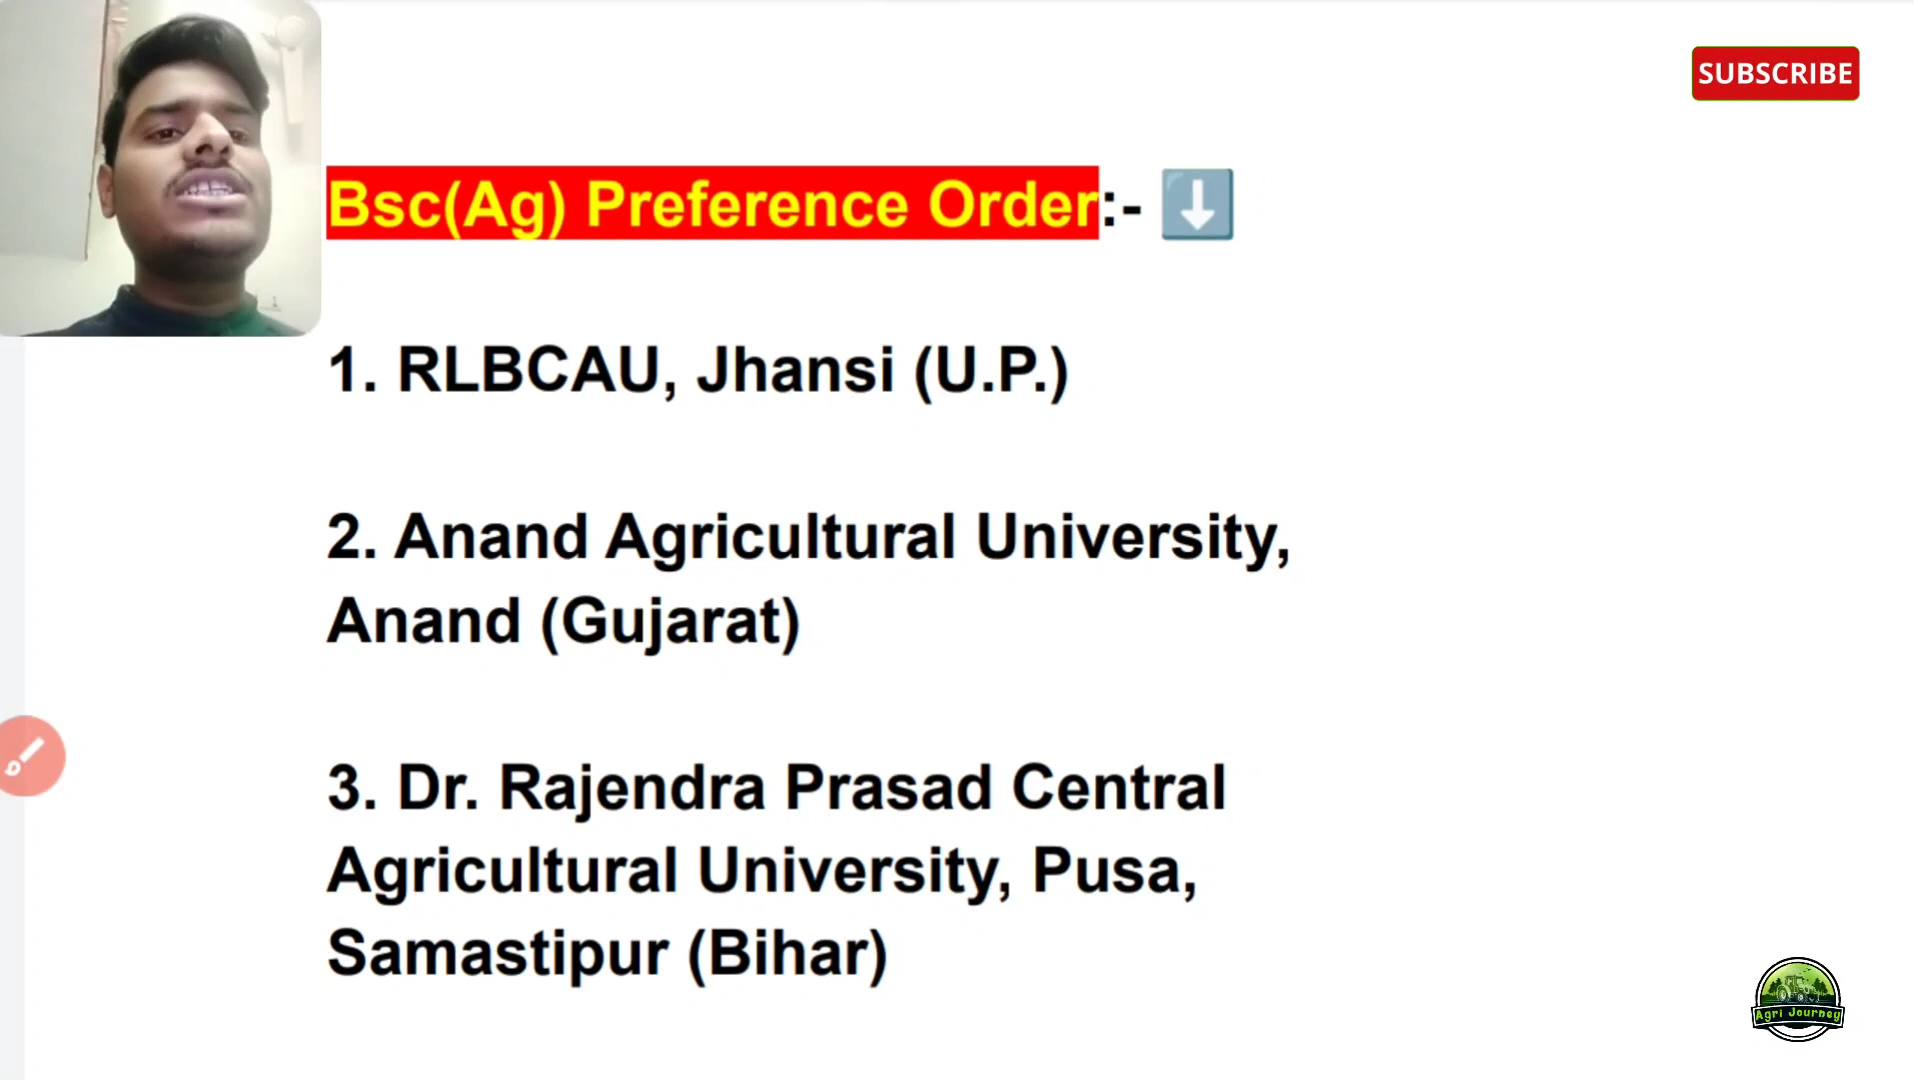 SUBSCRIBE
Bsc(Ag) Preference Order:- ⬇️
1. RLBCAU, Jhansi (U.P.)
2. Anand Agricultural University,
Anand (Gujarat)
3. Dr. Rajendra Prasad Central
Agricultural University, Pusa,
Samastipur (Bihar)
Agri Journey